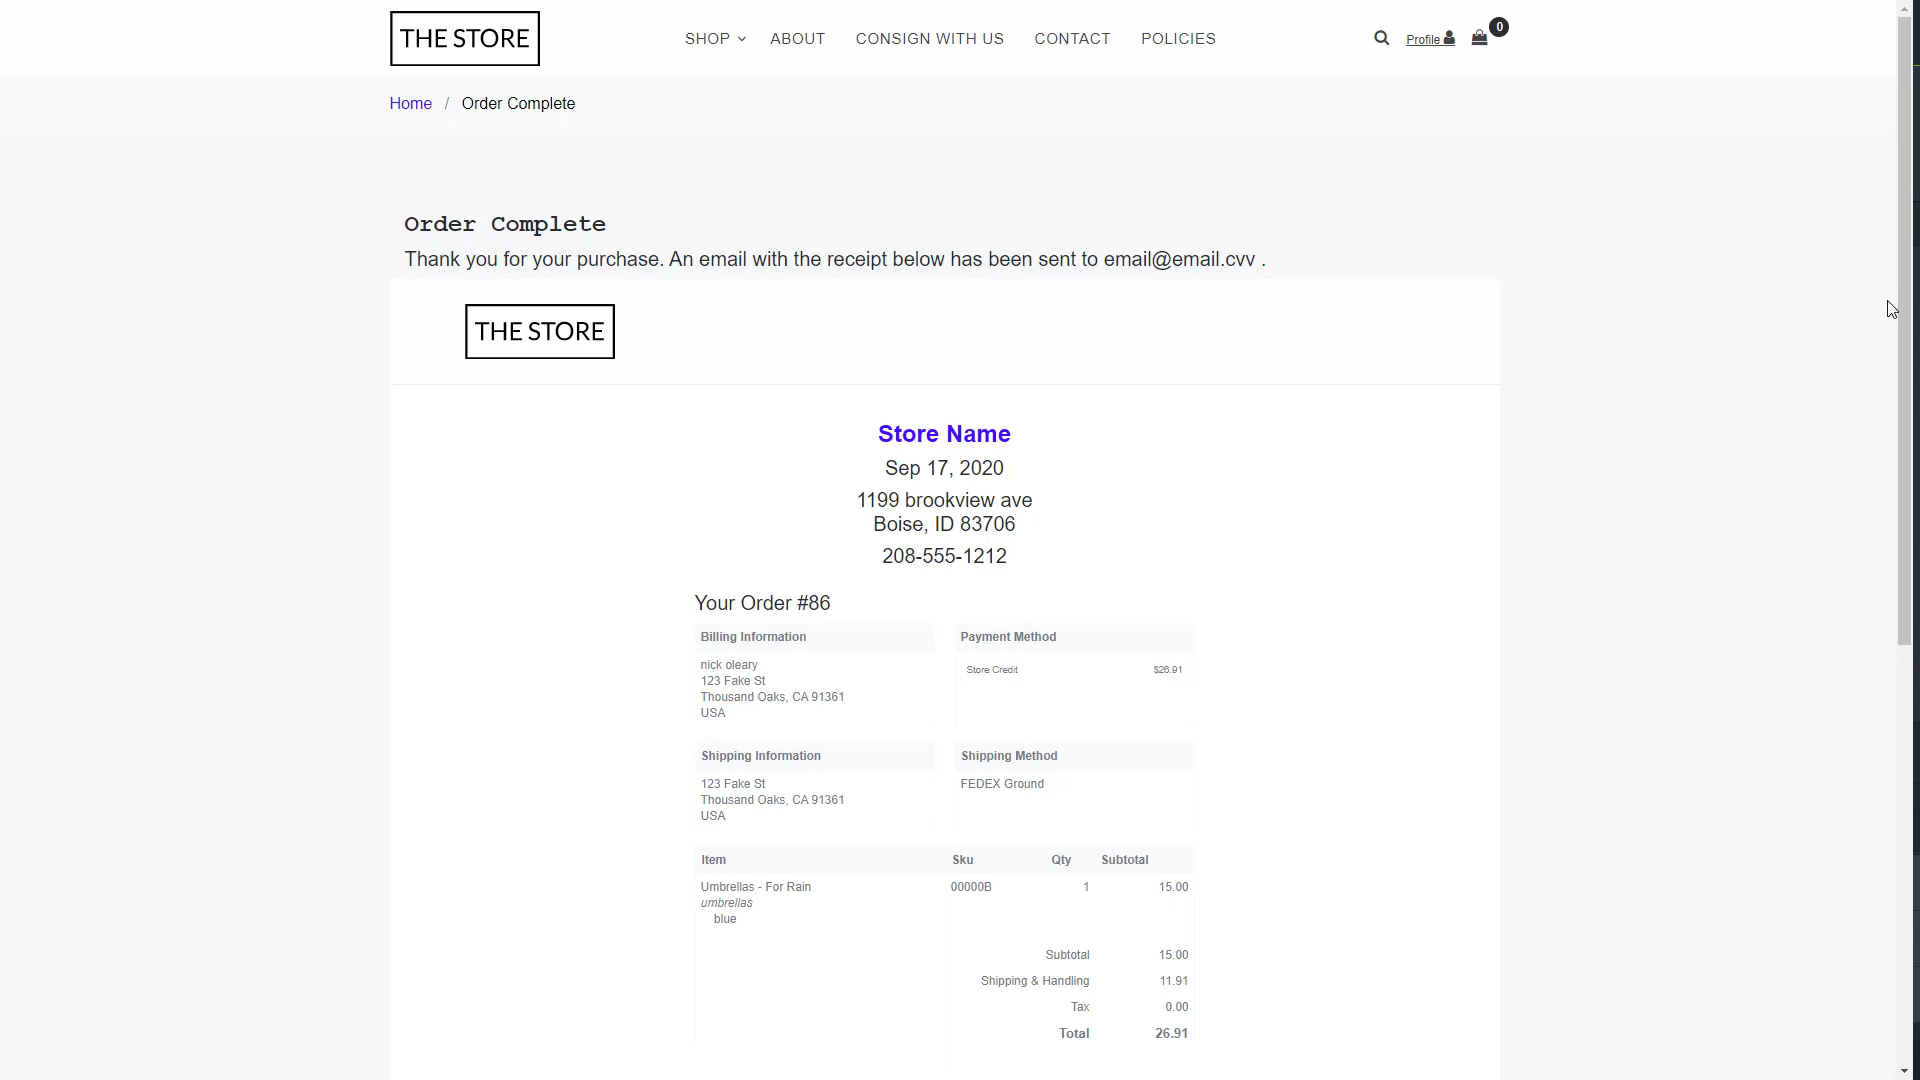 THE STORE SHOP ABOUT CONSIGN WITH US CONTACT POLICIES Profile 0
Home / Order Complete
Order Complete
Thank you for your purchase. An email with the receipt below has been sent to email@email.cvv .
THE STORE
Store Name
Sep 17, 2020
1199 brookview ave
Boise, ID 83706
208-555-1212
Your Order #86
Billing Information
nick oleary
123 Fake St
Thousand Oaks, CA 91361
USA
Payment Method
Store Credit $26.91
Shipping Information
123 Fake St
Thousand Oaks, CA 91361
USA
Shipping Method
FEDEX Ground
Item Sku Qty Subtotal
Umbrellas - For Rain 00000B 1 15.00
umbrellas
blue
Subtotal 15.00
Shipping & Handling 11.91
Tax 0.00
Total 26.91